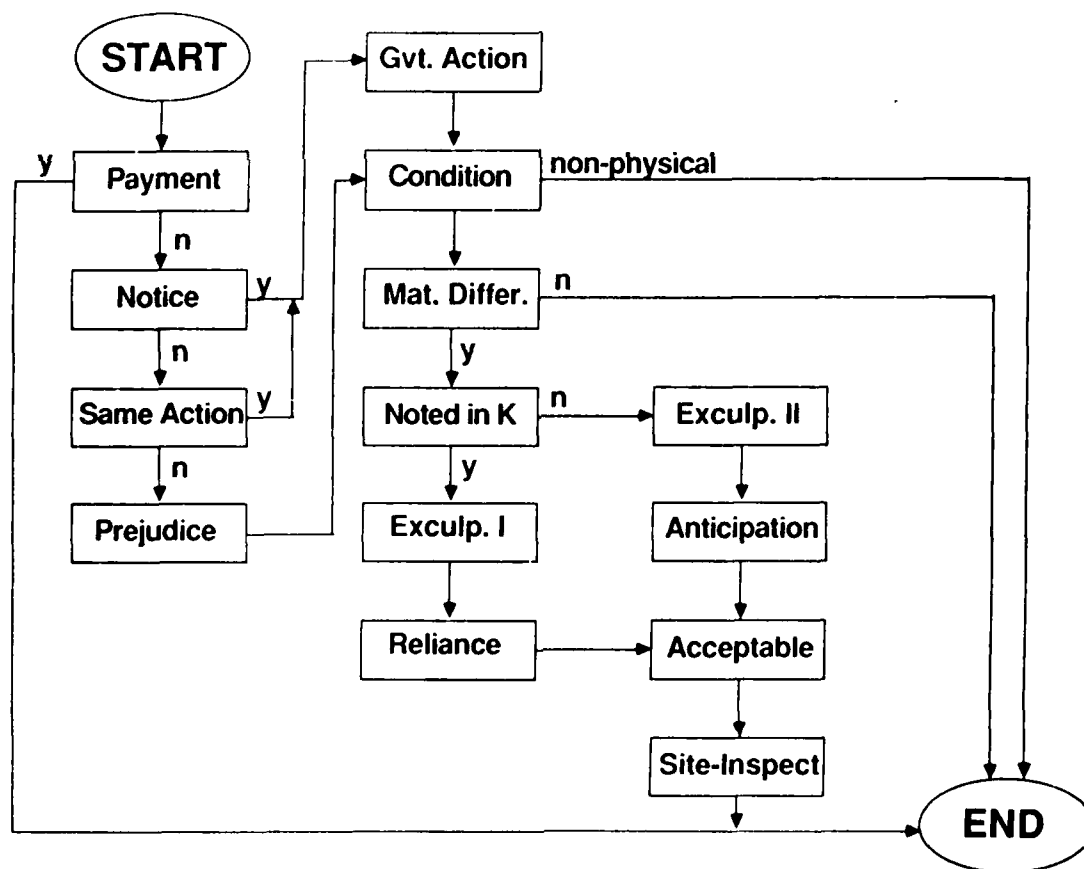 START
Gvt. Action
y
Payment
Condition
non-physical
n
Notice
y
Mat. Differ.
n
n
y
Same Action
y
Noted in K
n
Exculp. II
n
y
Prejudice
Exculp. I
Anticipation
Reliance
Acceptable
Site-Inspect
END